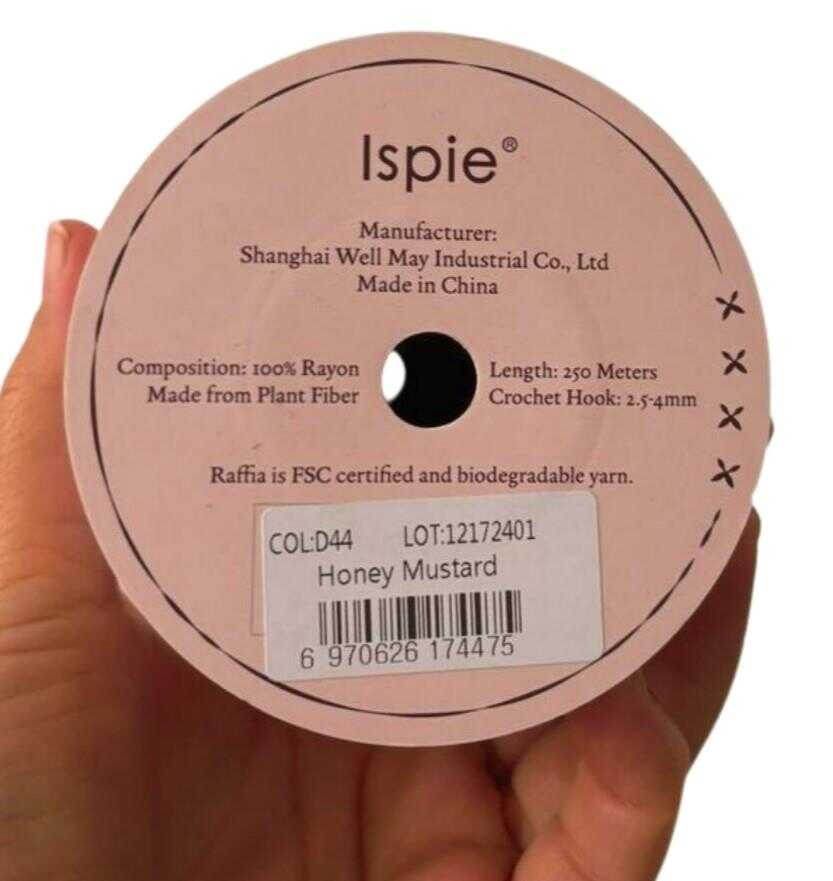 Ispie®
Manufacturer:
Shanghai Well May Industrial Co., Ltd
Made in China
Composition: 100% Rayon
Made from Plant Fiber
Length: 250 Meters
Crochet Hook: 2.5-4mm
Raffia is FSC certified and biodegradable yarn.
COL:D44 LOT:12172401
Honey Mustard
6 970626 174475